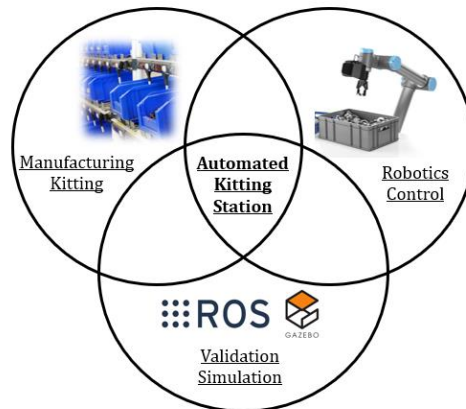 Manufacturing
Kitting
Automated
Kitting
Station
Robotics
Control
ROS
GAZEBO
Validation
Simulation